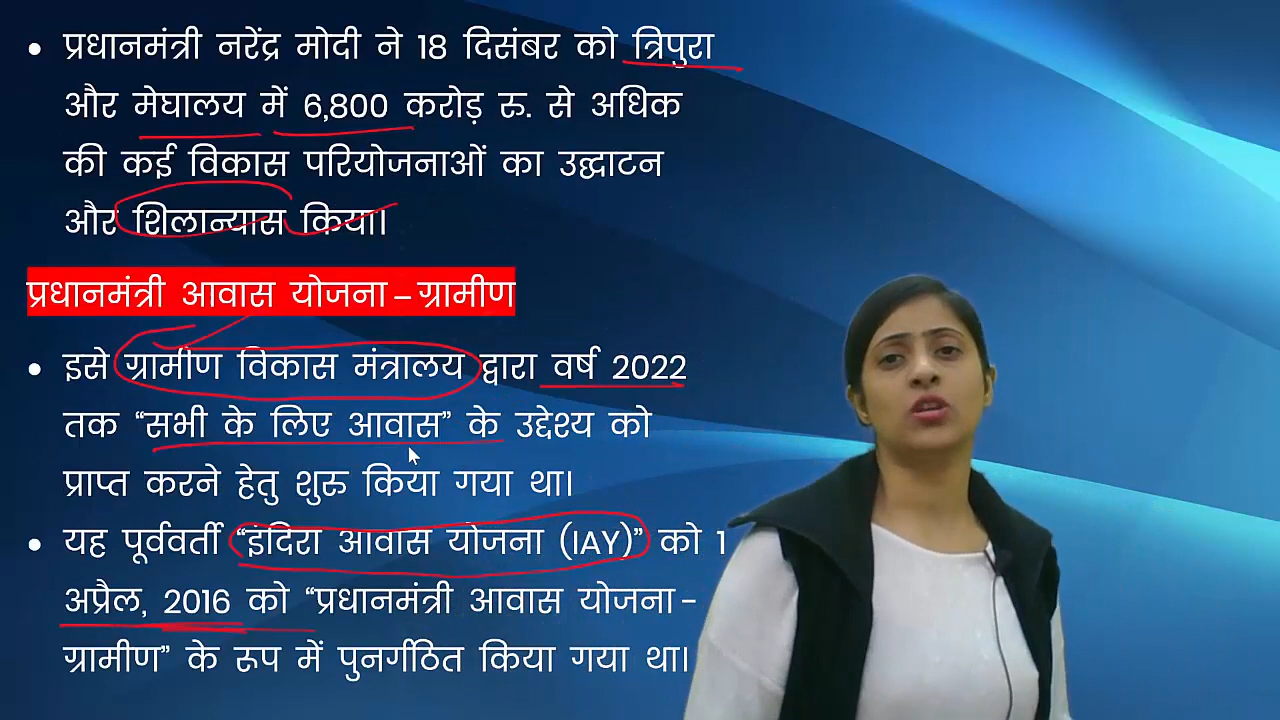 • प्रधानमंत्री नरेंद्र मोदी ने 18 दिसंबर को त्रिपुरा
और मेघालय में 6,800 करोड़ रु. से अधिक
की कई विकास परियोजनाओं का उद्घाटन
और शिलान्यास किया।
प्रधानमंत्री आवास योजना – ग्रामीण
• इसे ग्रामीण विकास मंत्रालय द्वारा वर्ष 2022
तक “सभी के लिए आवास” के उद्देश्य को
प्राप्त करने हेतु शुरु किया गया था।
• यह पूर्ववर्ती “इंदिरा आवास योजना (IAY)” को 1
अप्रैल, 2016 को “प्रधानमंत्री आवास योजना-
ग्रामीण” के रूप में पुनर्गठित किया गया था।